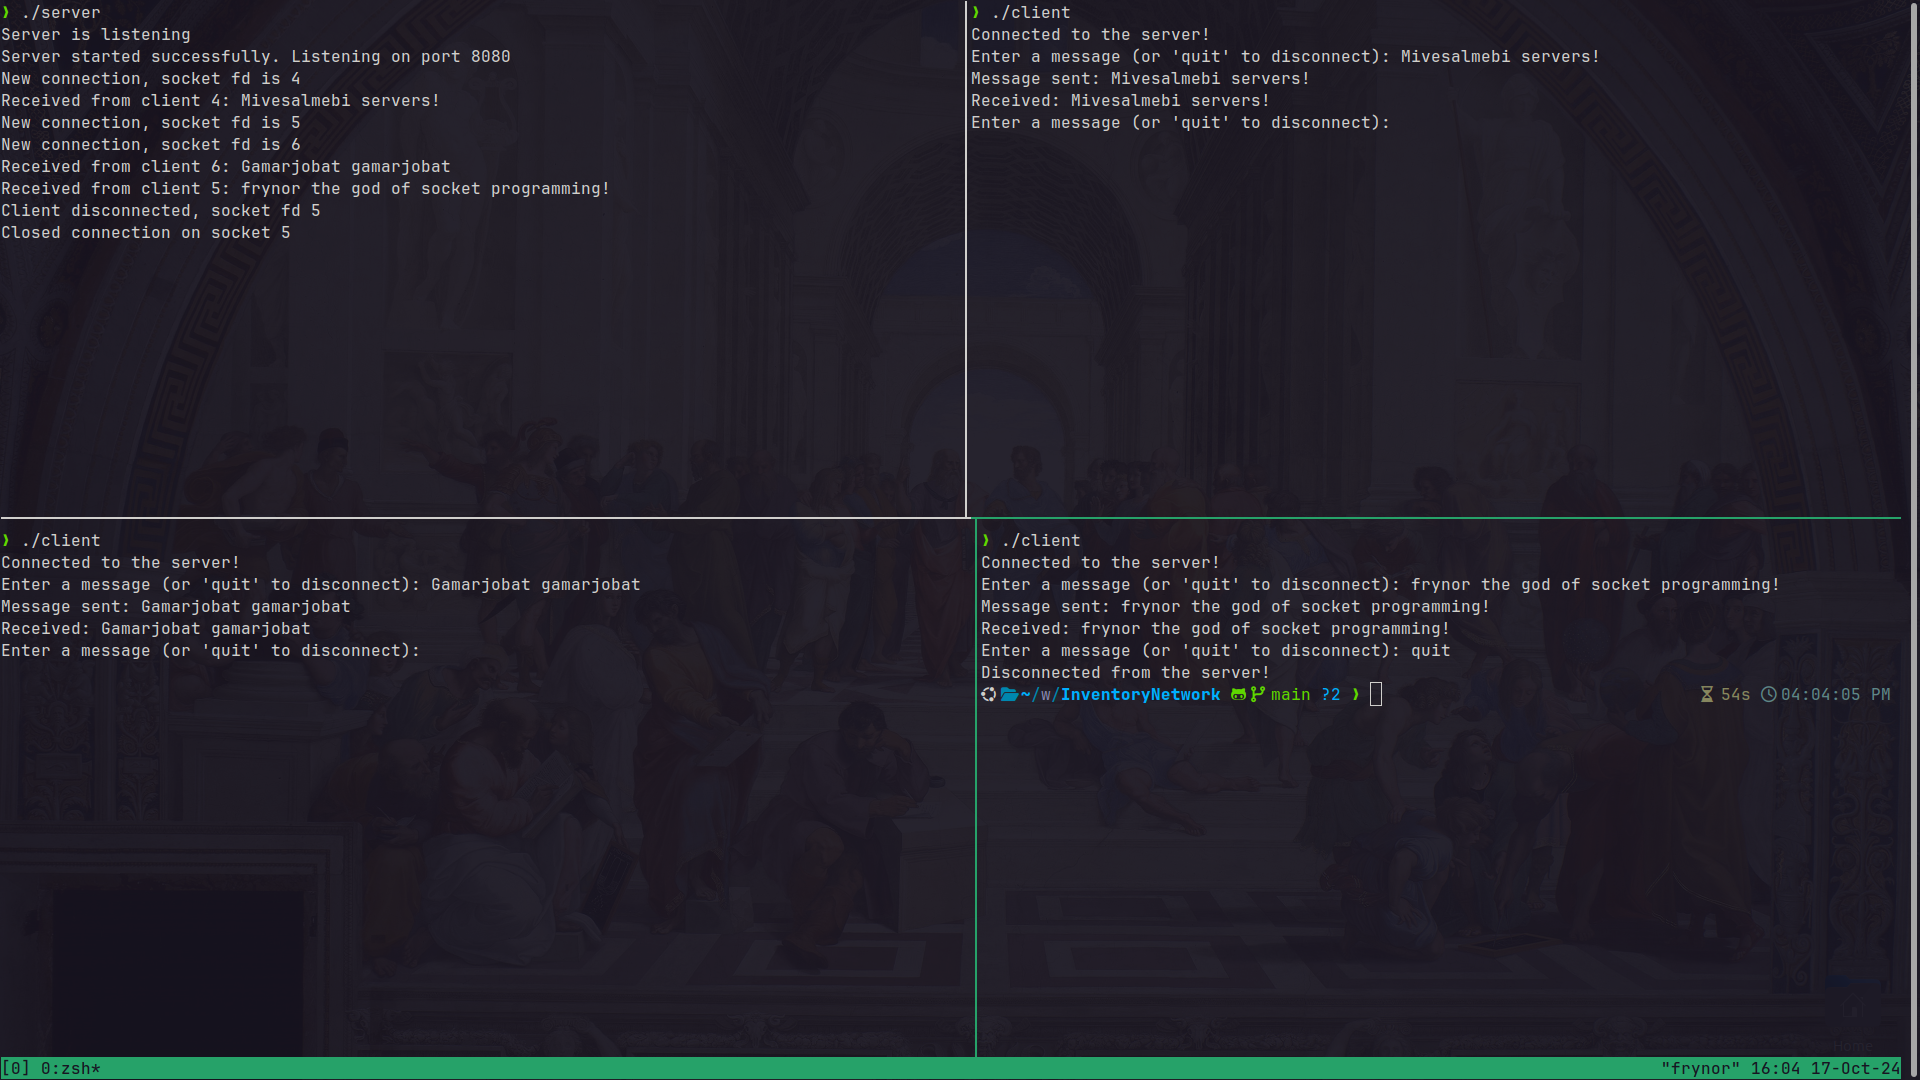 ❯ ./server
Server is listening
Server started successfully. Listening on port 8080
New connection, socket fd is 4
Received from client 4: Mivesalmebi servers!
New connection, socket fd is 5
New connection, socket fd is 6
Received from client 6: Gamarjobat gamarjobat
Received from client 5: frynor the god of socket programming!
Client disconnected, socket fd 5
Closed connection on socket 5
❯ ./client
Connected to the server!
Enter a message (or 'quit' to disconnect): Mivesalmebi servers!
Message sent: Mivesalmebi servers!
Received: Mivesalmebi servers!
Enter a message (or 'quit' to disconnect):
❯ ./client
Connected to the server!
Enter a message (or 'quit' to disconnect): Gamarjobat gamarjobat
Message sent: Gamarjobat gamarjobat
Received: Gamarjobat gamarjobat
Enter a message (or 'quit' to disconnect):
❯ ./client
Connected to the server!
Enter a message (or 'quit' to disconnect): frynor the god of socket programming!
Message sent: frynor the god of socket programming!
Received: frynor the god of socket programming!
Enter a message (or 'quit' to disconnect): quit
Disconnected from the server!
~/w/InventoryNetwork main ?2 ❯ 54s 04:04:05 PM
Home
[0] 0:zsh* "frynor" 16:04 17-Oct-24